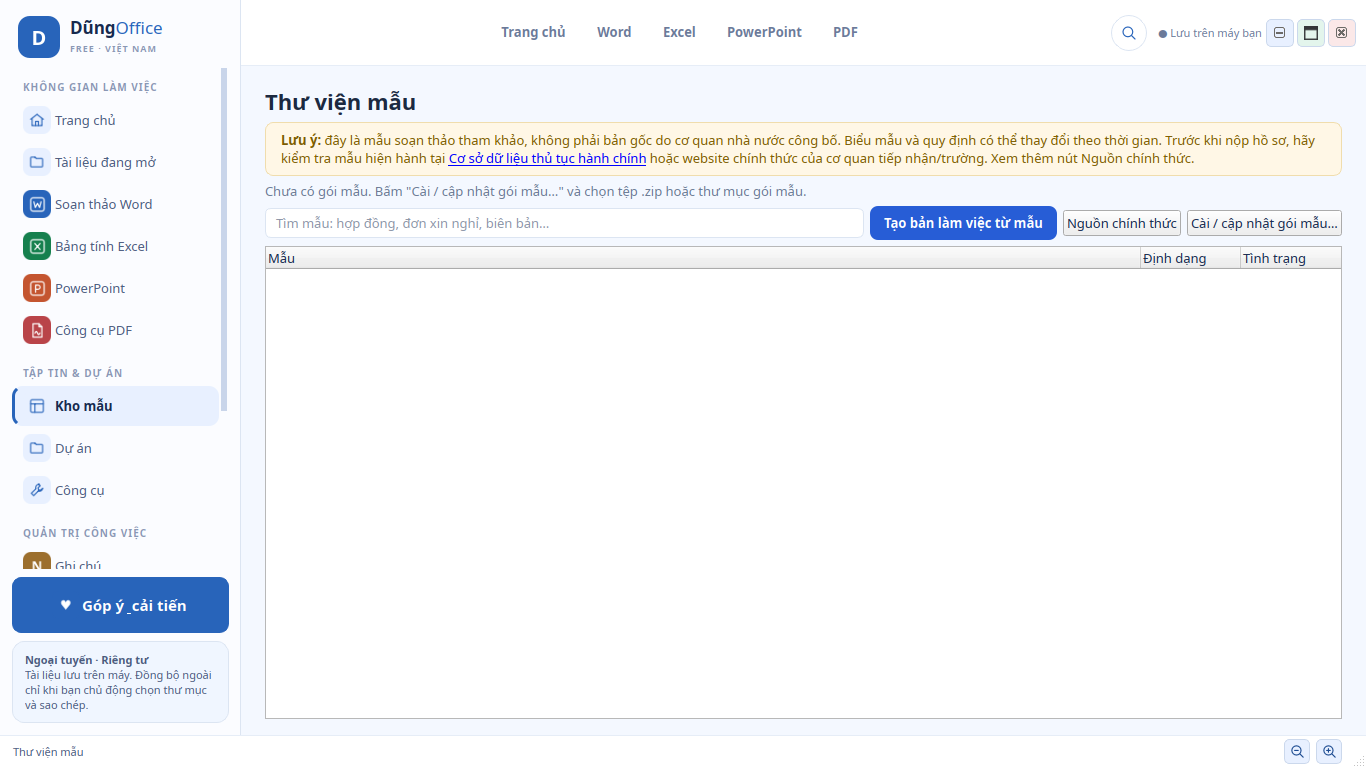 D
DũngOffice
FREE · VIỆT NAM
Trang chủ
Word
Excel
PowerPoint
PDF
● Lưu trên máy bạn
KHÔNG GIAN LÀM VIỆC
Trang chủ
Tài liệu đang mở
Soạn thảo Word
Bảng tính Excel
PowerPoint
Công cụ PDF
TẬP TIN & DỰ ÁN
Kho mẫu
Dự án
Công cụ
QUẢN TRỊ CÔNG VIỆC
N Ghi chú
♥ Góp ý _cải tiến
Ngoại tuyến · Riêng tư
Tài liệu lưu trên máy. Đồng bộ ngoài
chỉ khi bạn chủ động chọn thư mục
và sao chép.
Thư viện mẫu
Lưu ý: đây là mẫu soạn thảo tham khảo, không phải bản gốc do cơ quan nhà nước công bố. Biểu mẫu và quy định có thể thay đổi theo thời gian. Trước khi nộp hồ sơ, hãy
kiểm tra mẫu hiện hành tại Cơ sở dữ liệu thủ tục hành chính hoặc website chính thức của cơ quan tiếp nhận/trường. Xem thêm nút Nguồn chính thức.
Chưa có gói mẫu. Bấm "Cài / cập nhật gói mẫu…" và chọn tệp .zip hoặc thư mục gói mẫu.
Tìm mẫu: hợp đồng, đơn xin nghỉ, biên bản…
Tạo bản làm việc từ mẫu
Nguồn chính thức
Cài / cập nhật gói mẫu…
Mẫu
Định dạng
Tình trạng
Thư viện mẫu